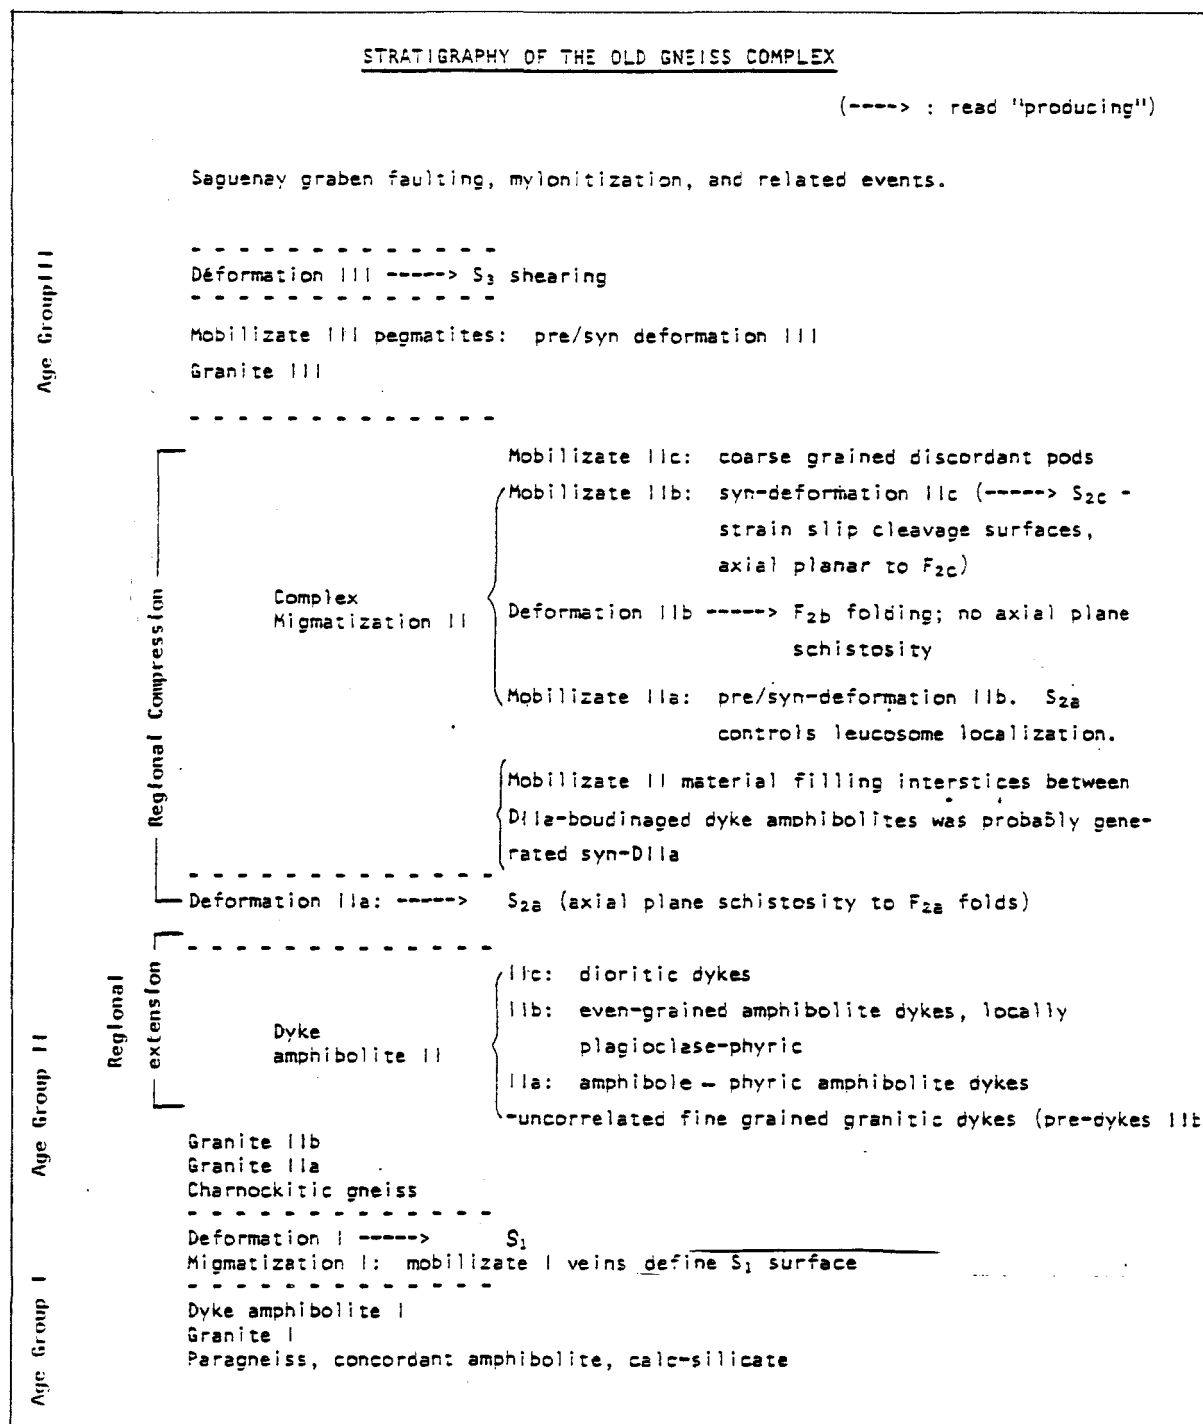 STRATIGRAPHY OF THE OLD GNEISS COMPLEX
(----> : read "producing")
Saguenay graben faulting, mylonitization, and related events.
Age Group III
Déformation III -----> S₃ shearing
Mobilizate III pegmatites: pre/syn deformation III
Granite III
Regional Compression
Complex
Migmatization II
Mobilizate IIc: coarse grained discordant pods
Mobilizate IIb: syn-deformation IIc (-----> S₂c -
strain slip cleavage surfaces,
axial planar to F₂c)
Deformation IIb -----> F₂b folding; no axial plane
schistosity
Mobilizate IIa: pre/syn-deformation IIb. S₂a
controls leucosome localization.
Mobilizate II material filling interstices between
DIIa-boudinaged dyke amphibolites was probably gene-
rated syn-DIIa
Deformation IIa: -----> S₂a (axial plane schistosity to F₂a folds)
Age Group II
Regional
extension
Dyke
amphibolite II
IIc: dioritic dykes
IIb: even-grained amphibolite dykes, locally
plagioclase-phyric
IIa: amphibole - phyric amphibolite dykes
-uncorrelated fine grained granitic dykes (pre-dykes IIb
Granite IIb
Granite IIa
Charnockitic gneiss
Deformation I -----> S₁
Migmatization I: mobilizate I veins define S₁ surface
Age Group I
Dyke amphibolite I
Granite I
Paragneiss, concordant amphibolite, calc-silicate